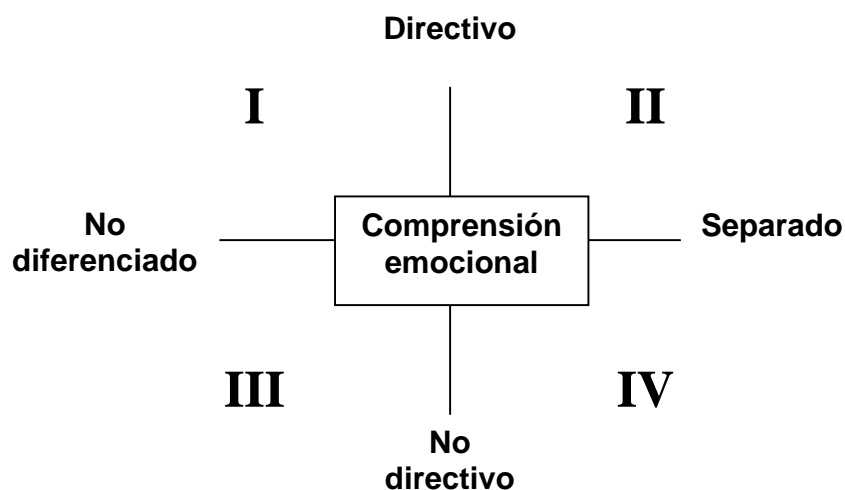 Directivo
I
II
No
diferenciado
Comprensión
emocional
Separado
III
IV
No
directivo